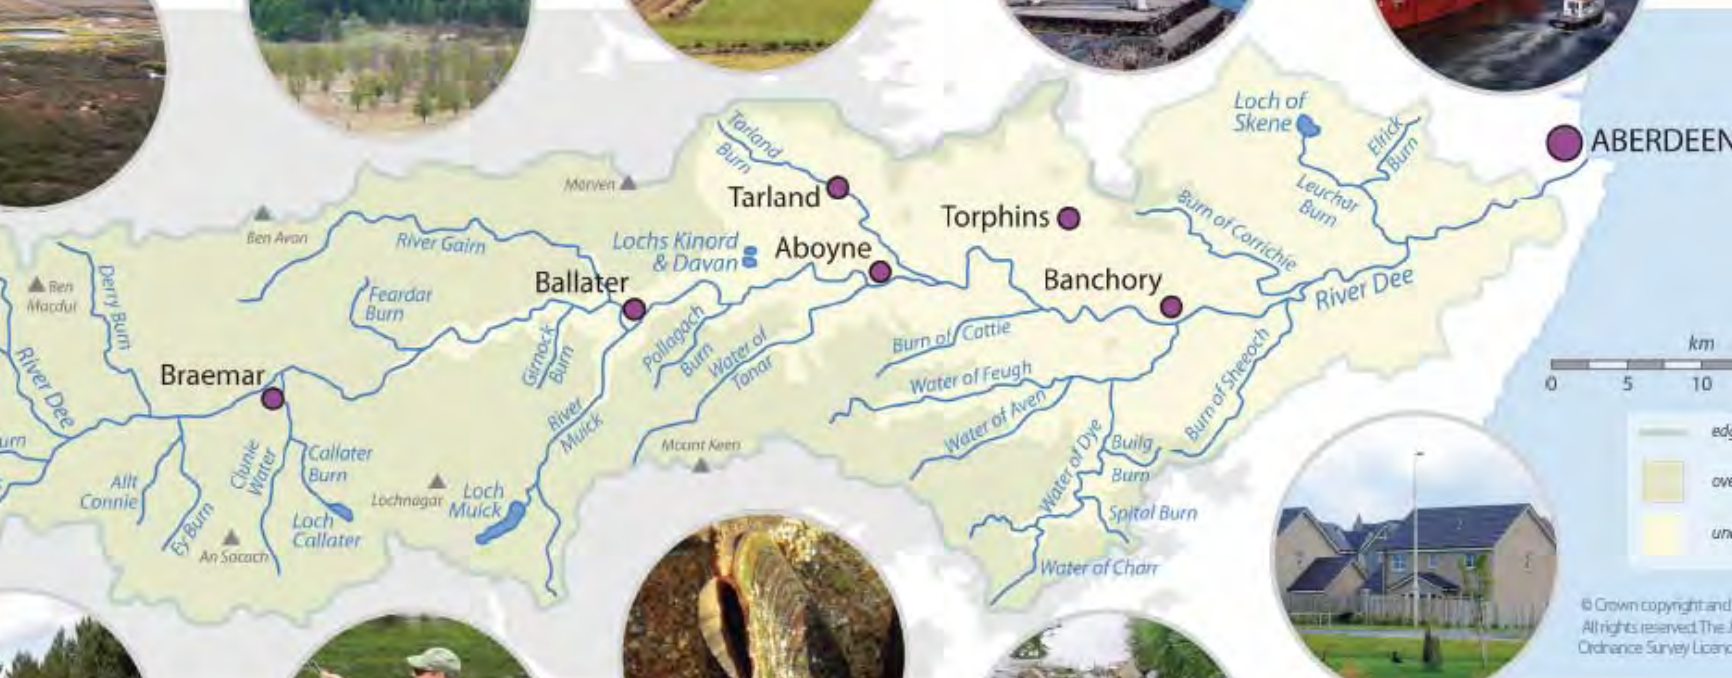 Loch of
Skene
Elrick
Burn
ABERDEEN
Tarland
Burn
Morven
Tarland
Leuchar
Burn
Torphins
Burn of Corrichie
Ben Avon
River Gairn
Lochs Kinord
& Davan
Aboyne
Ben
Macdui
Derry Burn
Feardar
Burn
Ballater
Banchory
River Dee
Girnock
Burn
Pollagach
Burn
Water of
Tanar
Burn of Cattie
km
0 5 10
River Dee
Braemar
Water of Feugh
Burn of Sheeoch
River
Muick
Water of Aven
Mount Keen
Water of Dye
Builg
Burn
Clunie
Water
Callater
Burn
Allt
Connie
Lochnagar
Loch
Muick
Ey Burn
Loch
Callater
An Socach
Spital Burn
Water of Charr
© Crown copyright and
All rights reserved. The
Ordnance Survey